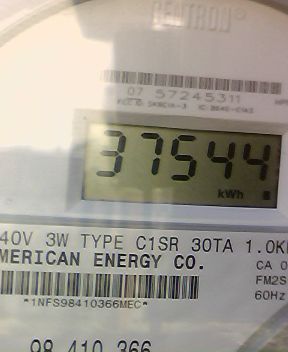 CENTRON®
07 57245311
37544
kWh
40V 3W TYPE C1SR 30TA 1.0K
MERICAN ENERGY CO.
CA 0
FM2S
60Hz
*1NFS98410366MEC*
98 410 366